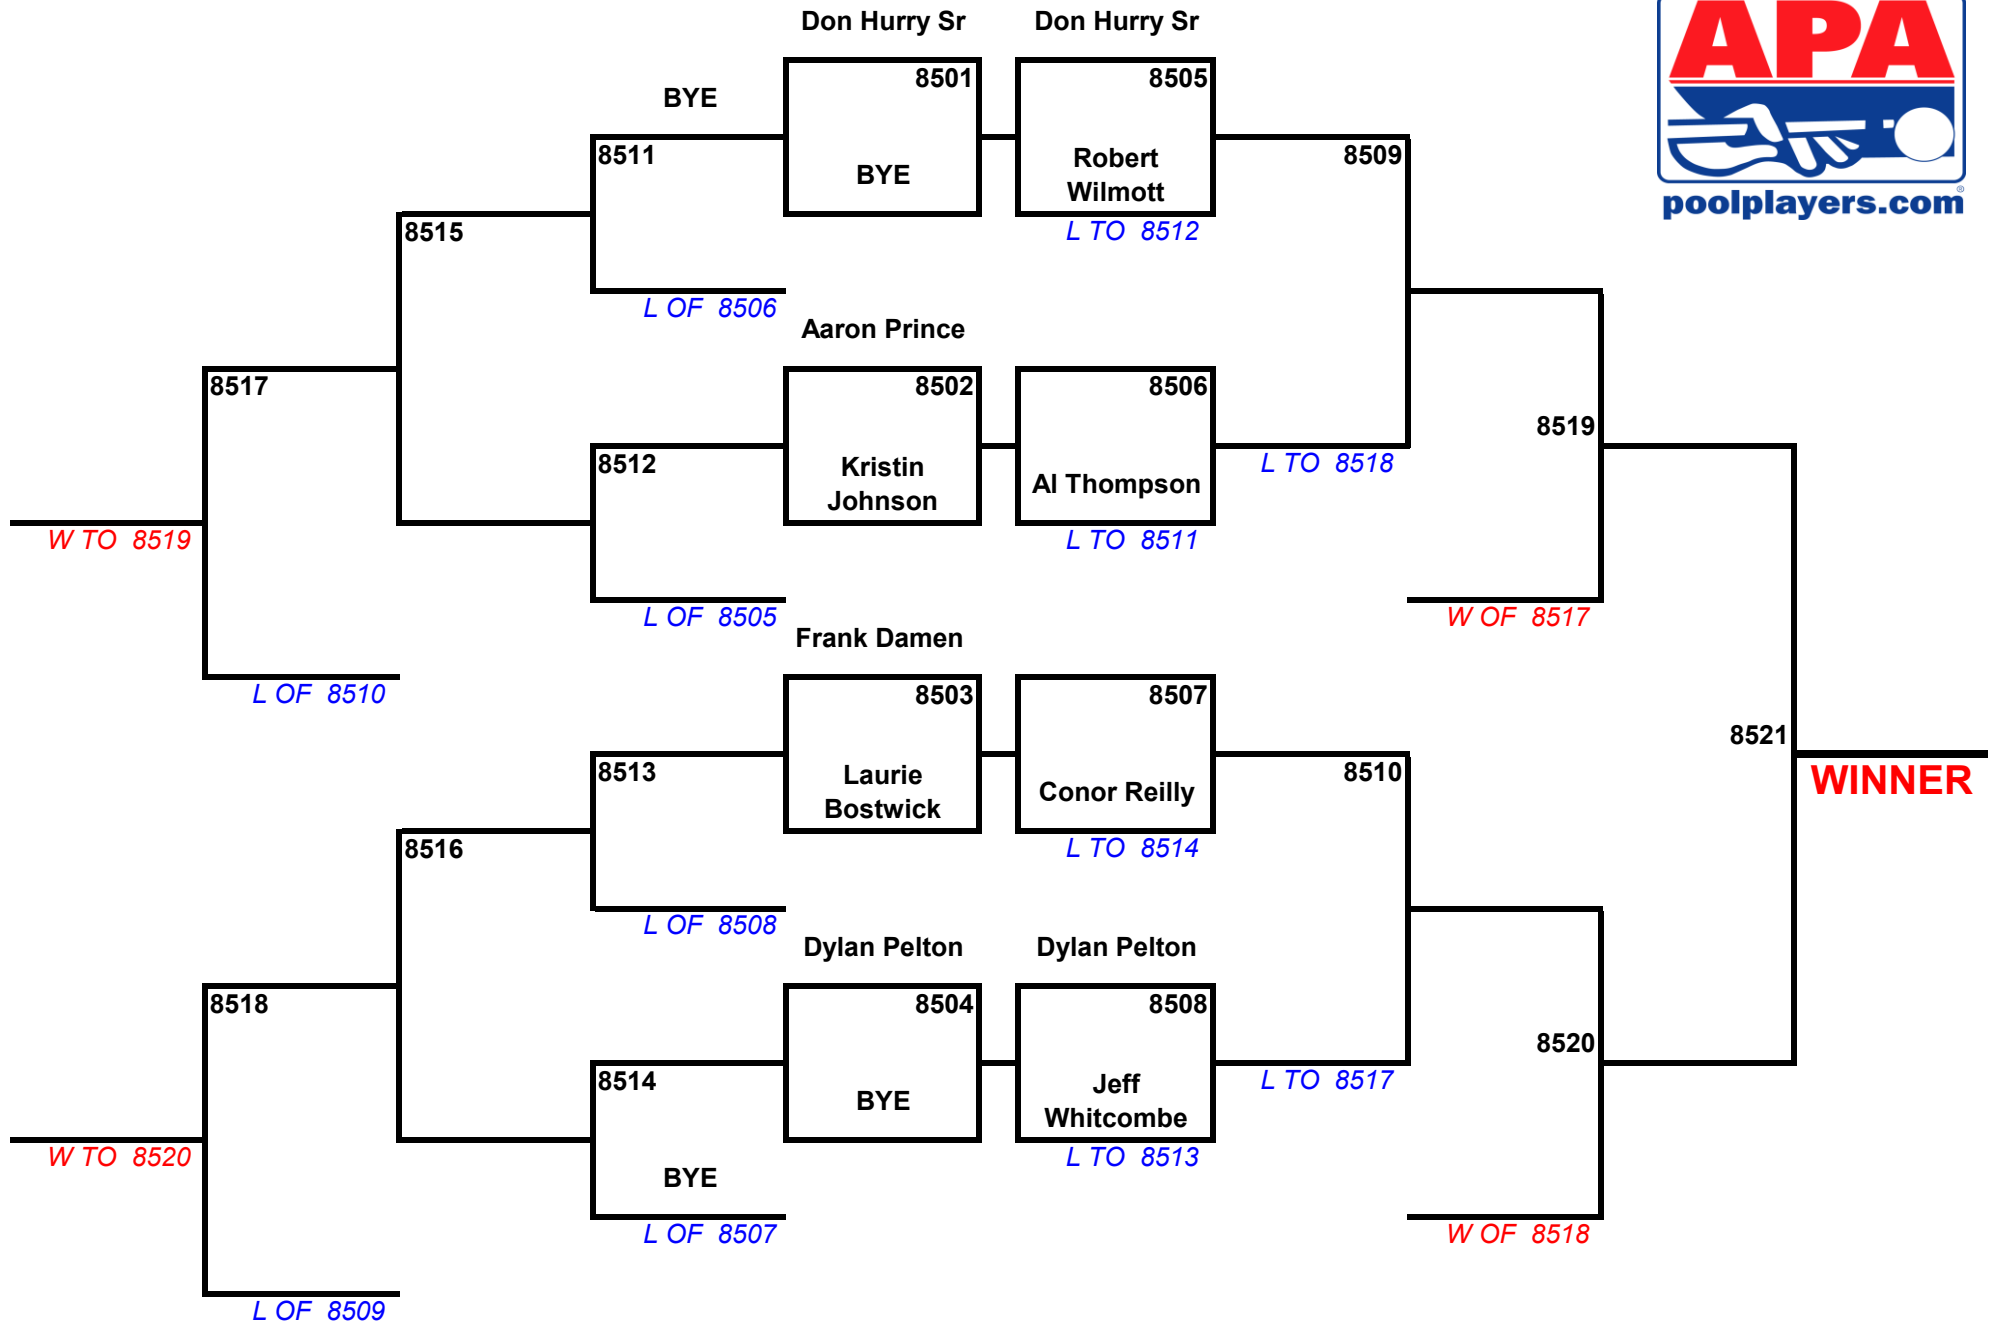 Don Hurry Sr
Don Hurry Sr
APA
8501
8505
BYE
8511
Robert
8509
BYE
Wilmott
poolplayers.com®
8515
L TO 8512
L OF 8506
Aaron Prince
8517
8502
8506
8519
8512
Kristin
L TO 8518
Johnson
Al Thompson
W TO 8519
L TO 8511
L OF 8505
W OF 8517
Frank Damen
L OF 8510
8503
8507
8521
8513
Laurie
8510
WINNER
Bostwick
Conor Reilly
8516
L TO 8514
L OF 8508
Dylan Pelton
Dylan Pelton
8518
8504
8508
8520
8514
Jeff
L TO 8517
BYE
Whitcombe
W TO 8520
L TO 8513
BYE
L OF 8507
W OF 8518
L OF 8509